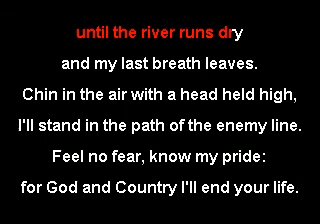 until the river runs dry
and my last breath leaves.
Chin in the air with a head held high,
I'll stand in the path of the enemy line.
Feel no fear, know my pride:
for God and Country I'll end your life.